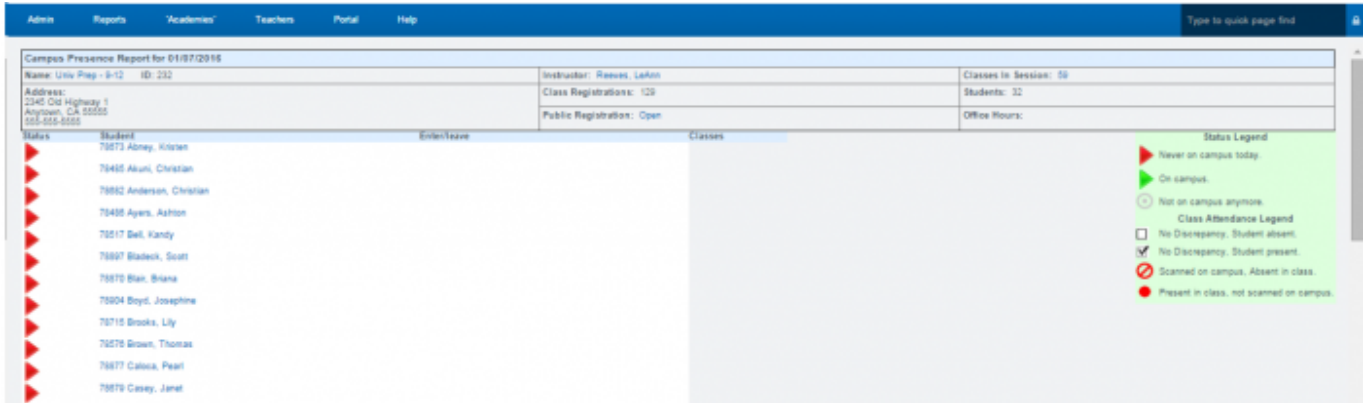 Admin Reports 'Academies' Teachers Portal Help Type to quick page find
Campus Presence Report for 01/07/2016
Name: Univ Prep - 9-12 ID: 232 Instructor: Reeves, LeAnn Classes In Session: 59
Address: Class Registrations: 129 Students: 32
2345 Old Highway 1
Anytown, CA 55555
555-555-5555 Public Registration: Open Office Hours:
Status Student Enter/leave Classes Status Legend
78673 Abney, Kristen
Never on campus today.
78485 Akuni, Christian
On campus.
78682 Anderson, Christian
Not on campus anymore.
78486 Ayers, Ashton
Class Attendance Legend
78517 Bell, Kandy
No Discrepancy, Student absent.
78897 Bladeck, Scott
No Discrepancy, Student present.
78870 Blair, Briana
Scanned on campus, Absent in class.
78904 Boyd, Josephine
Present in class, not scanned on campus.
78715 Brooks, Lily
79576 Brown, Thomas
78877 Caloca, Pearl
78679 Casey, Janet